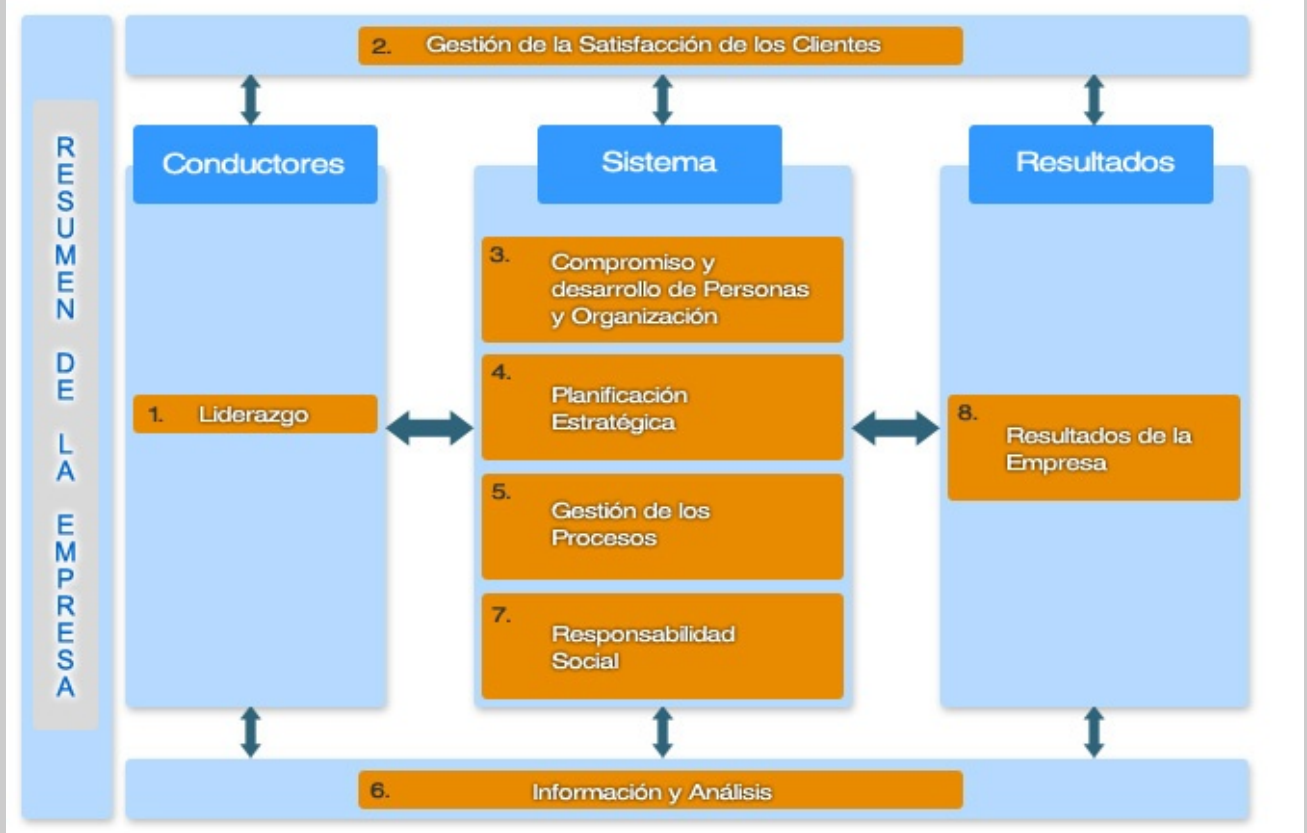 RESUMEN DE LA EMPRESA
2. Gestión de la Satisfacción de los Clientes
Conductores
Sistema
Resultados
1. Liderazgo
3. Compromiso y
desarrollo de Personas
y Organización
4. Planificación
Estratégica
5. Gestión de los
Procesos
7. Responsabilidad
Social
8. Resultados de la
Empresa
6. Información y Análisis